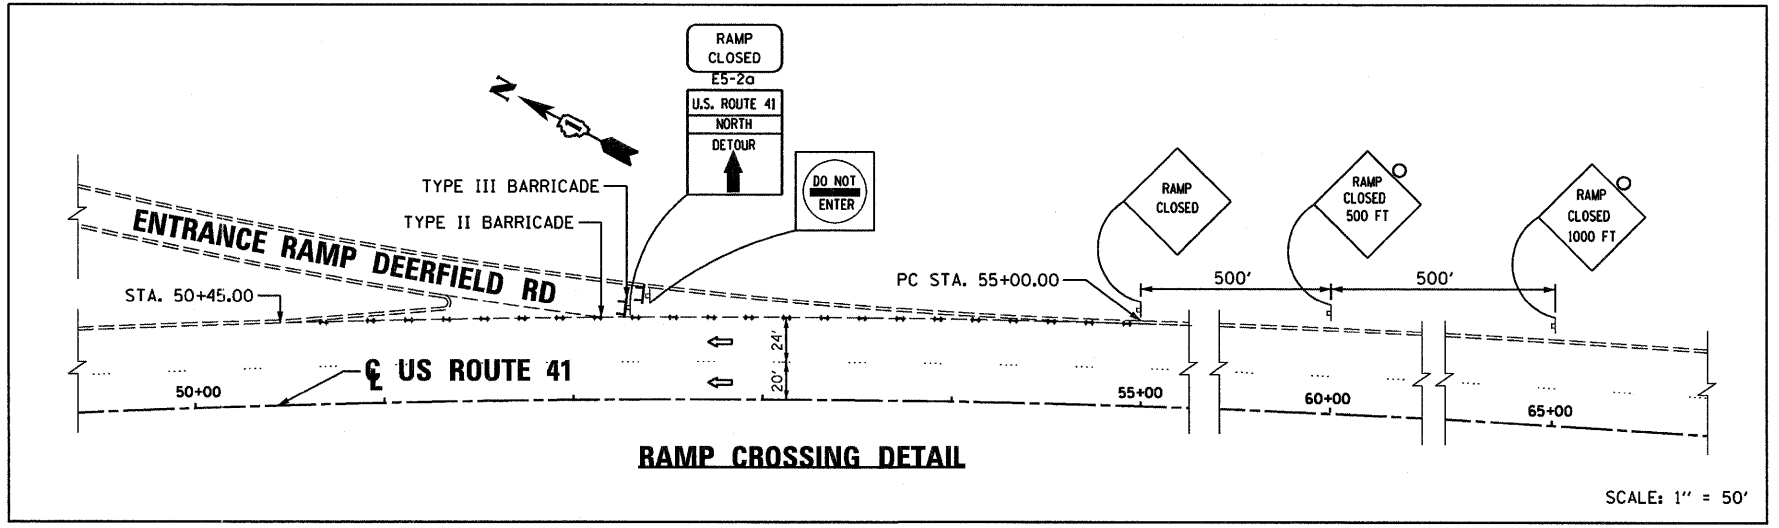 RAMP
CLOSED
E5-2a
U.S. ROUTE 41
NORTH
DETOUR
N
DO NOT
ENTER
TYPE III BARRICADE
TYPE II BARRICADE
RAMP
CLOSED
RAMP
CLOSED
500 FT
RAMP
CLOSED
1000 FT
ENTRANCE RAMP DEERFIELD RD
STA. 50+45.00
PC STA. 55+00.00
500'
500'
24'
20'
℄ US ROUTE 41
50+00
55+00
60+00
65+00
RAMP CROSSING DETAIL
SCALE: 1" = 50'